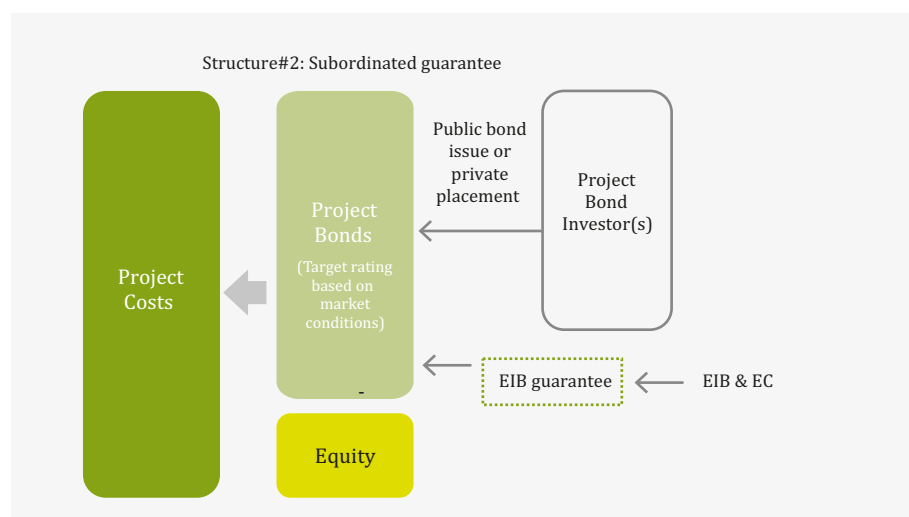 Structure#2: Subordinated guarantee
Project
Costs
Project
Bonds
(Target rating
based on
market
conditions)
-
Equity
Public bond
issue or
private
placement
Project
Bond
Investor(s)
EIB guarantee
EIB & EC